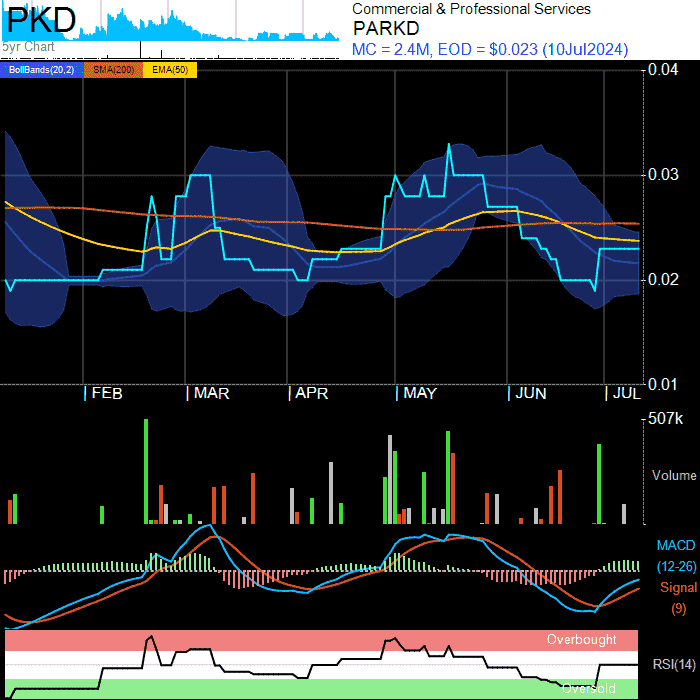 PKD
5yr Chart
Commercial & Professional Services
PARKD
MC = 2.4M, EOD = $0.023 (10Jul2024)
BollBands(20,2) SMA(200) EMA(50)
0.04
0.03
0.02
0.01
FEB MAR APR MAY JUN JUL
507k
Volume
MACD
(12-26)
Signal
(9)
Overbought
RSI(14)
Oversold